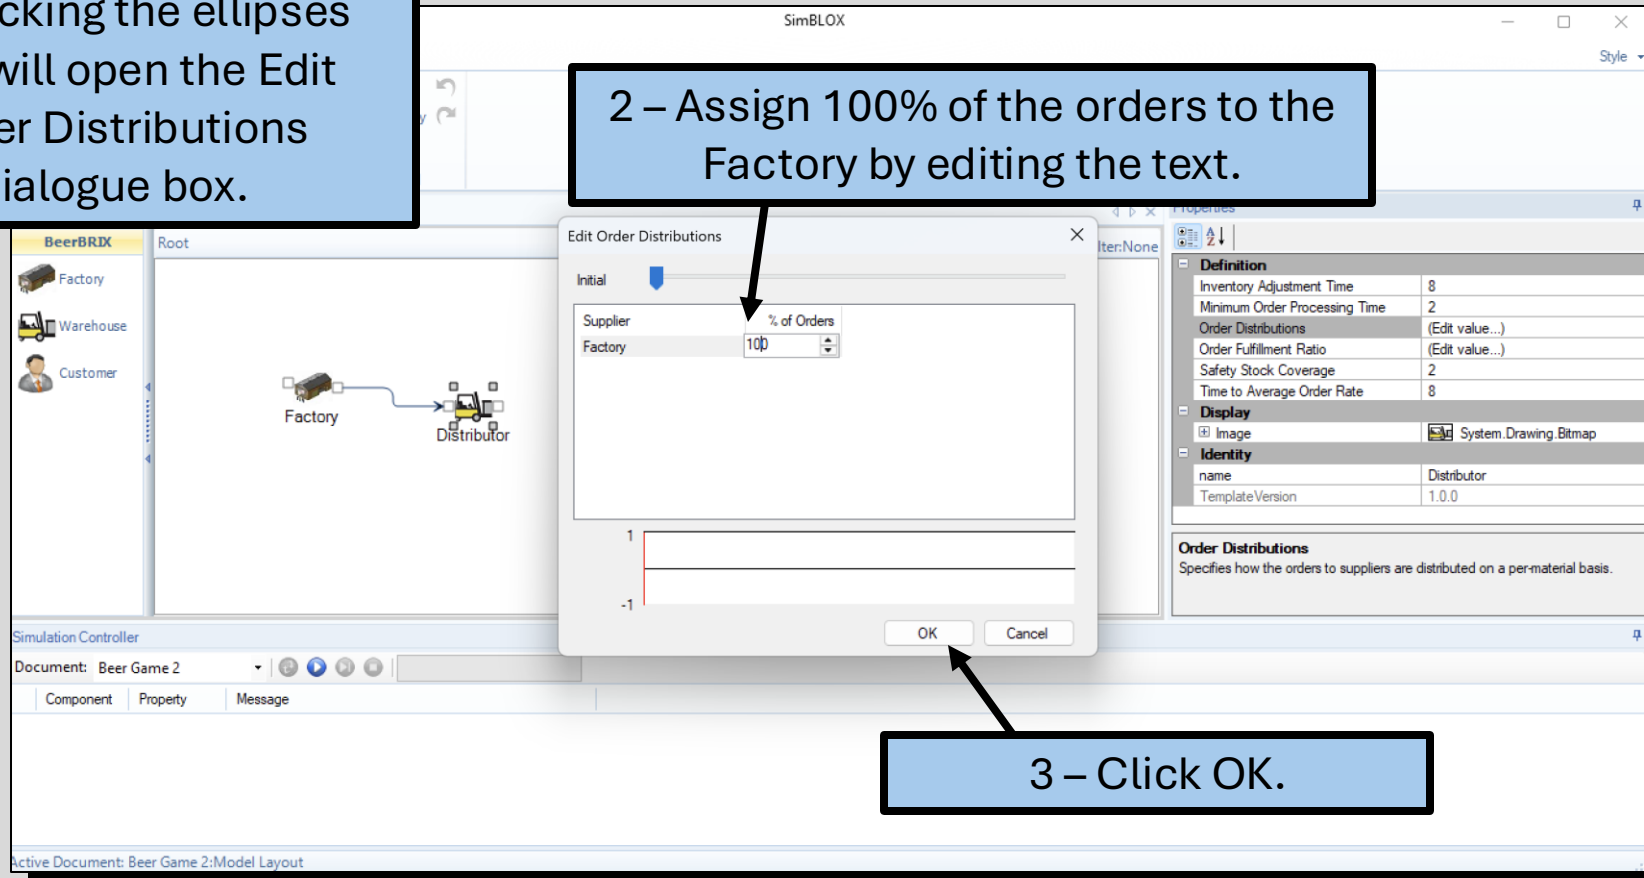 cking the ellipses
will open the Edit
er Distributions
ialogue box.
SimBLOX
Style
2 – Assign 100% of the orders to the
Factory by editing the text.
BeerBRIX
Root
Factory
Warehouse
Customer
Factory
Distributor
Edit Order Distributions
Initial
Supplier % of Orders
Factory 100
1
-1
OK Cancel
lter:None
Properties
Definition
Inventory Adjustment Time 8
Minimum Order Processing Time 2
Order Distributions (Edit value...)
Order Fulfillment Ratio (Edit value...)
Safety Stock Coverage 2
Time to Average Order Rate 8
Display
Image System.Drawing.Bitmap
Identity
name Distributor
TemplateVersion 1.0.0
Order Distributions
Specifies how the orders to suppliers are distributed on a per-material basis.
Simulation Controller
Document: Beer Game 2
Component Property Message
3 – Click OK.
Active Document: Beer Game 2:Model Layout